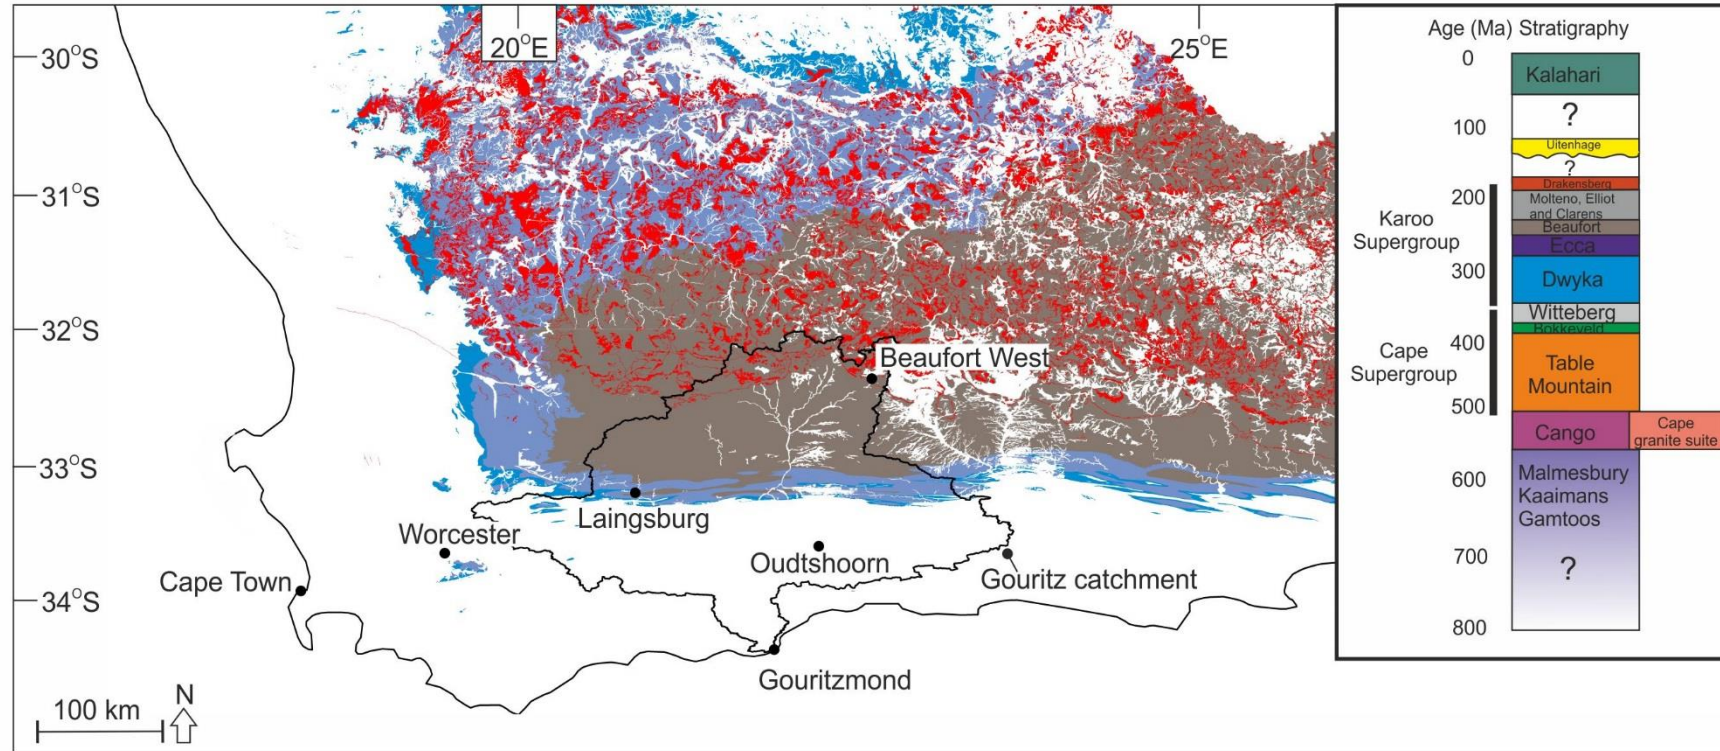 20°E
25°E
30°S
31°S
32°S
33°S
34°S
Beaufort West
Laingsburg
Worcester
Oudtshoorn
Cape Town
Gouritz catchment
Gouritzmond
100 km
N
Age (Ma) Stratigraphy
0
100
200
300
400
500
600
700
800
Karoo
Supergroup
Cape
Supergroup
Kalahari
?
Uitenhage
?
Drakensberg
Molteno, Elliot
and Clarens
Beaufort
Ecca
Dwyka
Witteberg
Bokkeveld
Table
Mountain
Cango
Cape
granite suite
Malmesbury
Kaaimans
Gamtoos
?